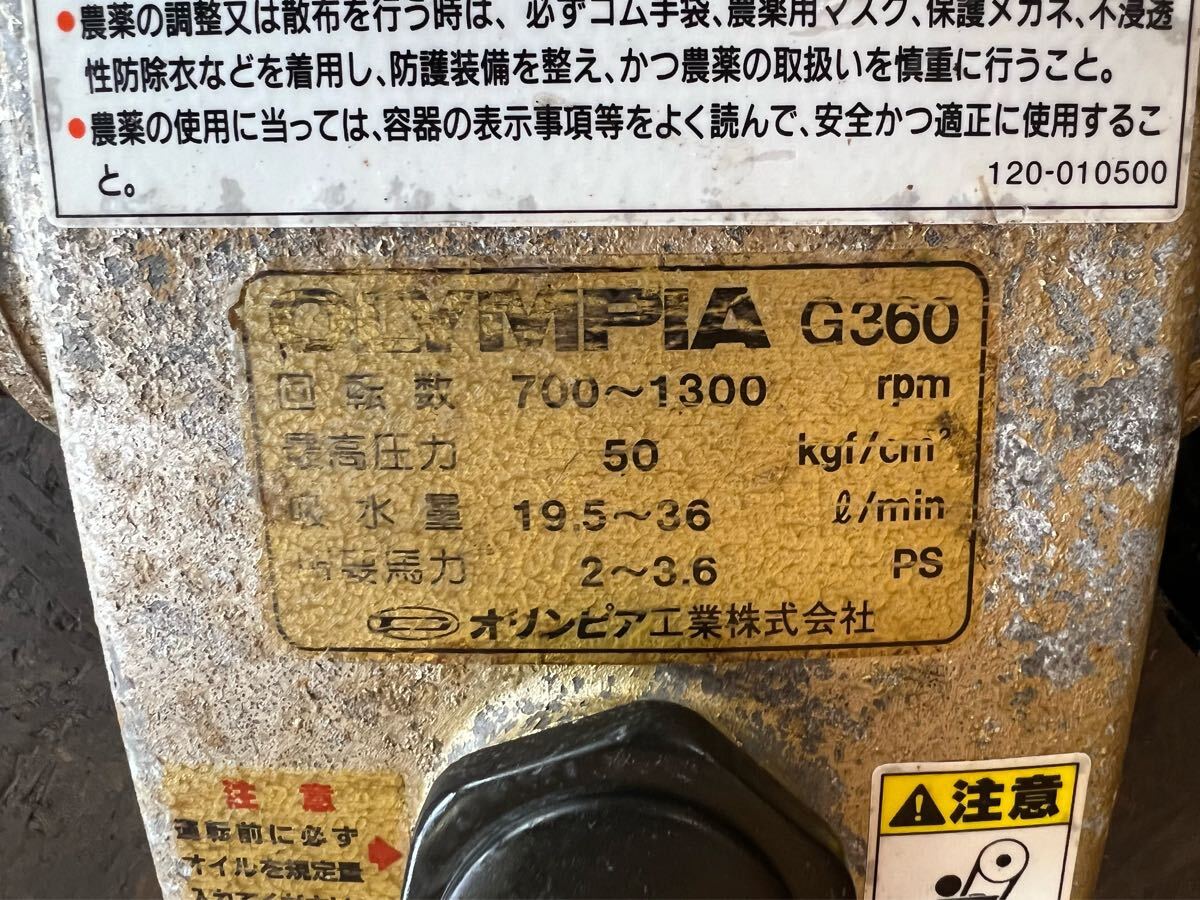 ●農薬の調整又は散布を行う時は、必ずゴム手袋、農薬用マスク、保護メガネ、不浸透
性防除衣などを着用し、防護装備を整え、かつ農薬の取扱いを慎重に行うこと。
●農薬の使用に当っては、容器の表示事項等をよく読んで、安全かつ適正に使用するこ
と。
120-010500
OLYMPIA G360
回転数 700～1300 rpm
最高圧力 50 kgf/cm²
吸水量 19.5～36 ℓ/min
所要馬力 2～3.6 PS
オリンピア工業株式会社
注意
運転前に必ず
オイルを規定量
入れてください
注意